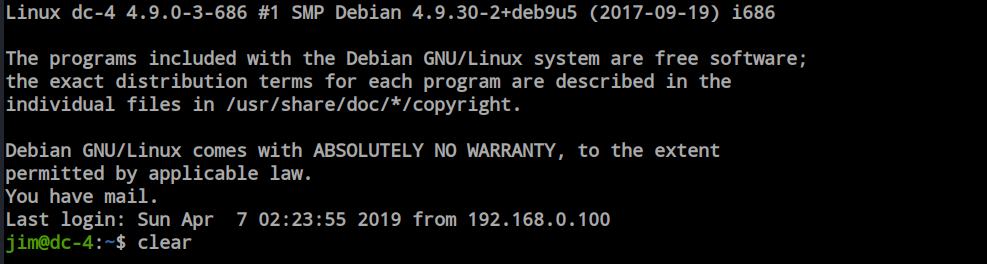 Linux dc-4 4.9.0-3-686 #1 SMP Debian 4.9.30-2+deb9u5 (2017-09-19) i686
The programs included with the Debian GNU/Linux system are free software;
the exact distribution terms for each program are described in the
individual files in /usr/share/doc/*/copyright.
Debian GNU/Linux comes with ABSOLUTELY NO WARRANTY, to the extent
permitted by applicable law.
You have mail.
Last login: Sun Apr  7 02:23:55 2019 from 192.168.0.100
jim@dc-4:~$ clear